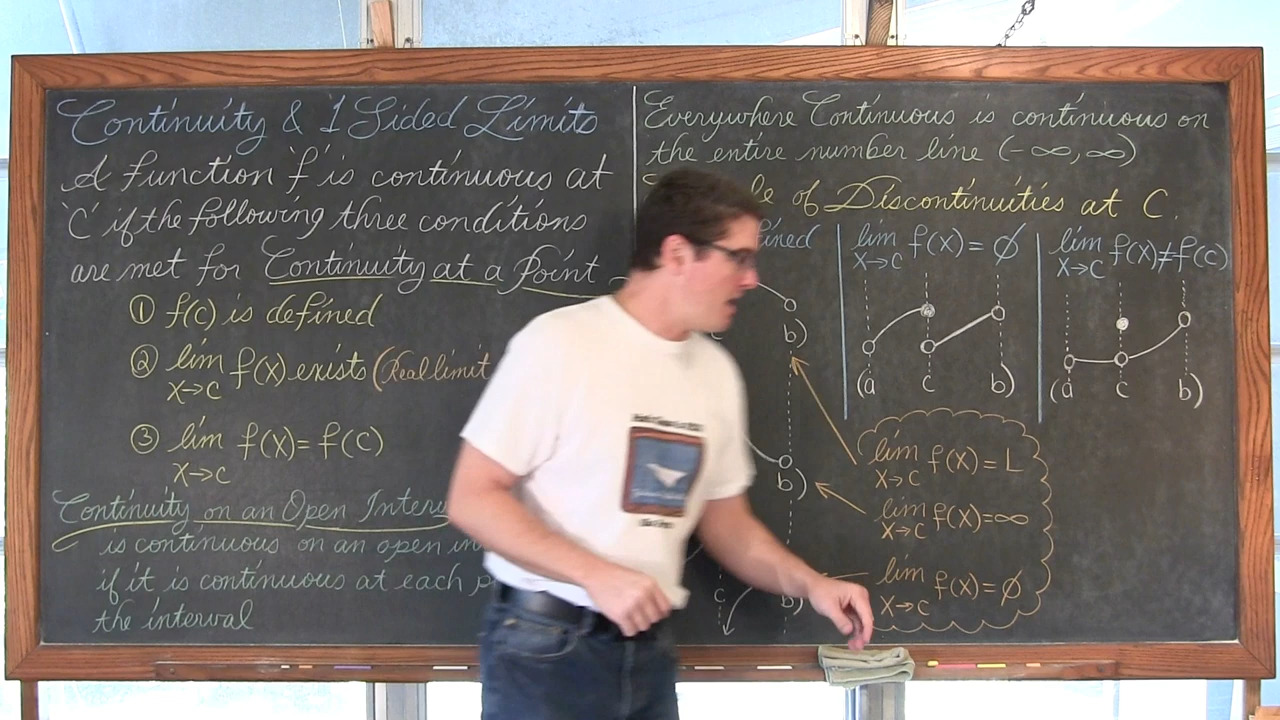 Continuity & 1 Sided Limits
A function 'f' is continuous at
'C' if the following three conditions
are met for Continuity at a Point
① f(c) is defined
② lim f(x) exists (Real limit
x→c
③ lim f(x) = f(c)
x→c
Continuity on an Open
is continuous on an open
if it is continuous at each
the interval
Everywhere Continuous is continuous on
the entire number line (-∞,∞)
of Discontinuities at C.
lim f(x) = ∅
x→c
lim f(x) ≠ f(c)
x→c
b)
(a c b)
(a c b)
b)
c b)
lim f(x) = L
x→c
lim f(x) = ∞
x→c
lim f(x) = ∅
x→c